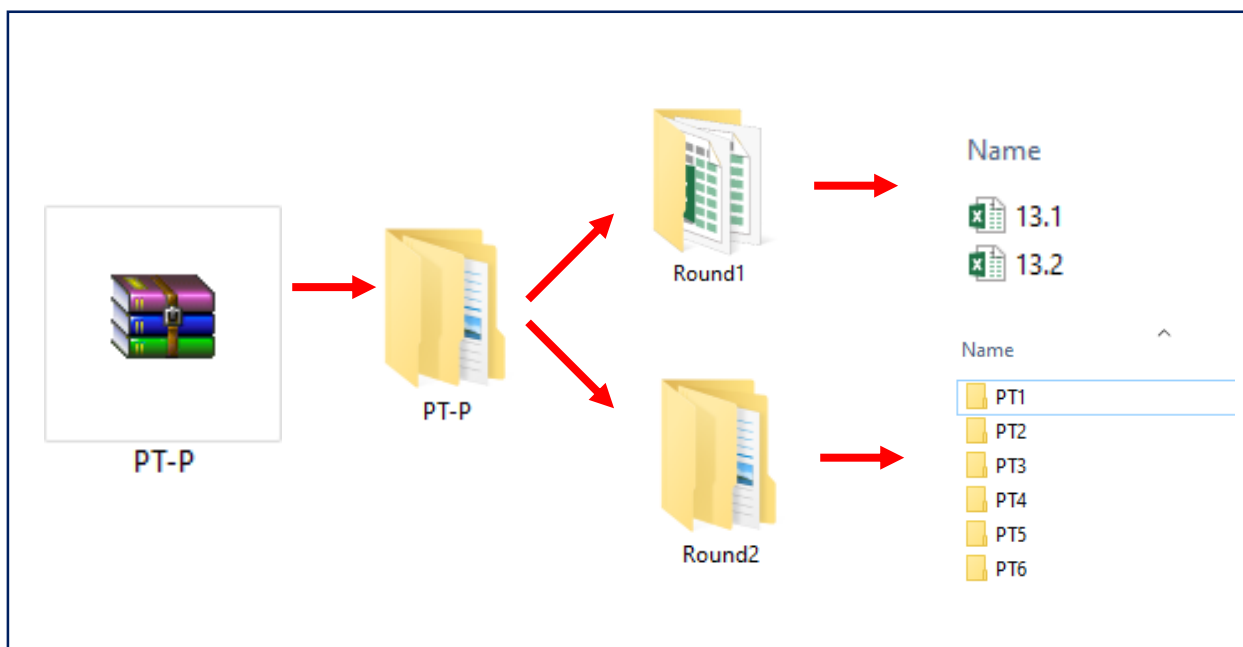 PT-P
PT-P
Round1
Name
13.1
13.2
Round2
Name
PT1
PT2
PT3
PT4
PT5
PT6